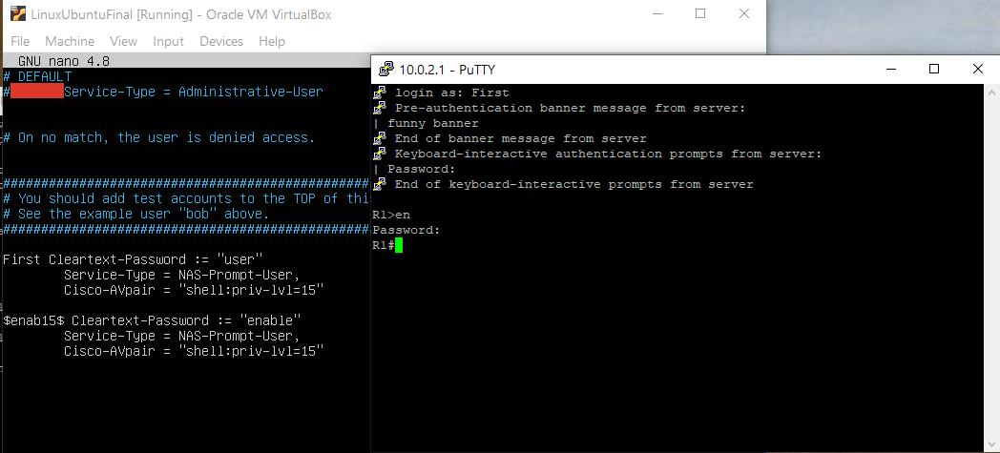 LinuxUbuntuFinal [Running] - Oracle VM VirtualBox
File Machine View Input Devices Help
GNU nano 4.8
# DEFAULT
# Service-Type = Administrative-User
# On no match, the user is denied access.
#################################################
# You should add test accounts to the TOP of thi
# See the example user "bob" above.
#################################################
First Cleartext-Password := "user"
Service-Type = NAS-Prompt-User,
Cisco-AVpair = "shell:priv-lvl=15"
$enab15$ Cleartext-Password := "enable"
Service-Type = NAS-Prompt-User,
Cisco-AVpair = "shell:priv-lvl=15"
10.0.2.1 - PuTTY
login as: First
Pre-authentication banner message from server:
| funny banner
End of banner message from server
Keyboard-interactive authentication prompts from server:
| Password:
End of keyboard-interactive prompts from server
R1>en
Password:
R1#